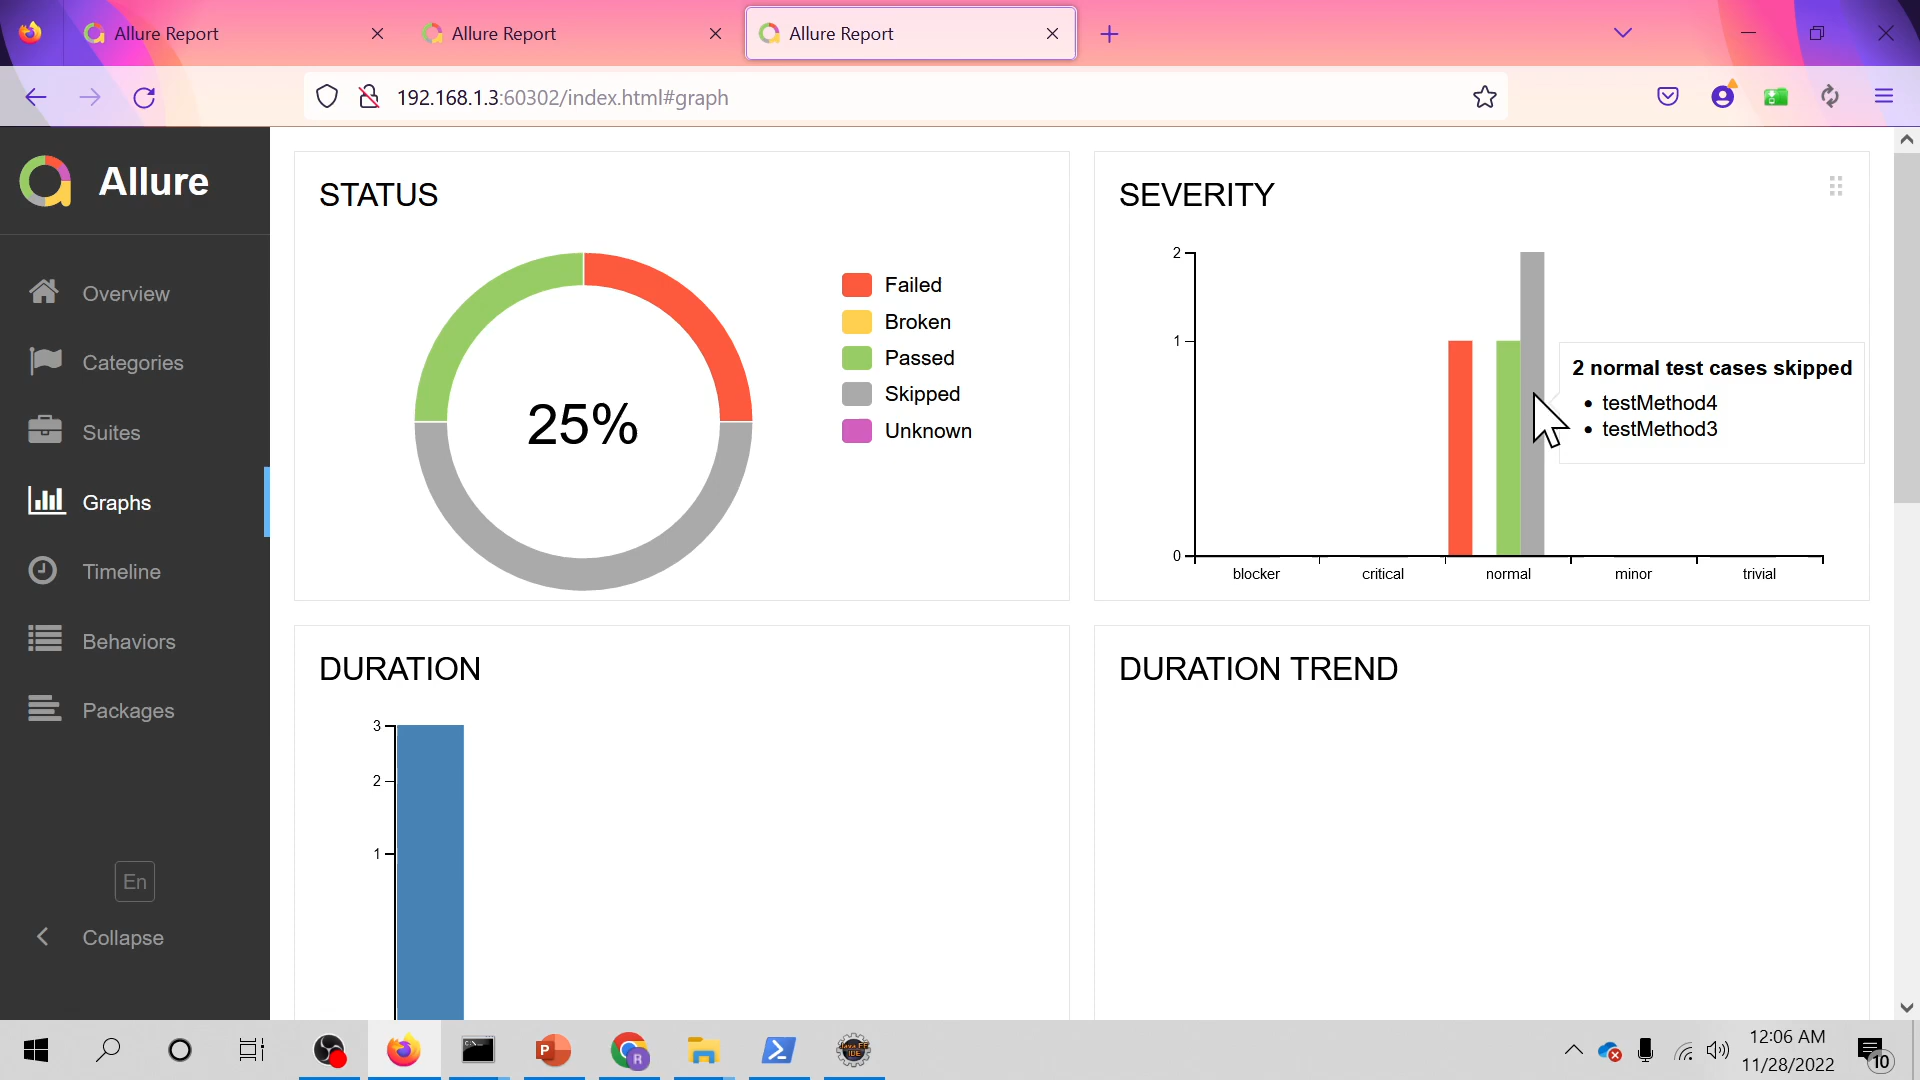 Allure Report
Allure Report
Allure Report
192.168.1.3:60302/index.html#graph
Allure
Overview
Categories
Suites
Graphs
Timeline
Behaviors
Packages
En
Collapse
STATUS
25%
Failed
Broken
Passed
Skipped
Unknown
SEVERITY
2
1
0
blocker
critical
normal
minor
trivial
2 normal test cases skipped
• testMethod4
• testMethod3
DURATION
3
2
1
DURATION TREND
P
R
Java EE
IDE
12:06 AM
11/28/2022
10